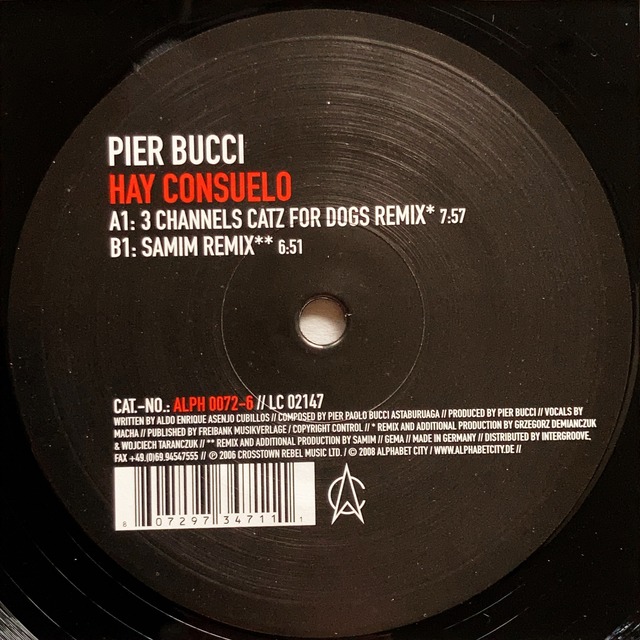 PIER BUCCI
HAY CONSUELO
A1: 3 CHANNELS CATZ FOR DOGS REMIX* 7:57
B1: SAMIM REMIX** 6:51
CAT.-NO.: ALPH 0072-6 // LC 02147
WRITTEN BY ALDO ENRIQUE ASEJO CUBILLOS // COMPOSED BY PIER PAOLO BUCCI ASTABURUAGA // PRODUCED BY PIER BUCCI // VOCALS BY
MACHA // PUBLISHED BY FREIBANK MUSIKVERLAGE / COPYRIGHT CONTROL // * REMIX AND ADDITIONAL PRODUCTION BY GRZEGORZ DEMIANCZUK
& WOJCIECH TARANCZUK // ** REMIX AND ADDITIONAL PRODUCTION BY SAMIM // GEMA // MADE IN GERMANY // DISTRIBUTED BY INTERGROOVE,
FAX +49.(0)69.94547555 // ℗ 2006 CROSSTOWN REBEL MUSIC LTD. / © 2008 ALPHABET CITY / WWW.ALPHABETCITY.DE //
8 07297 34711 1